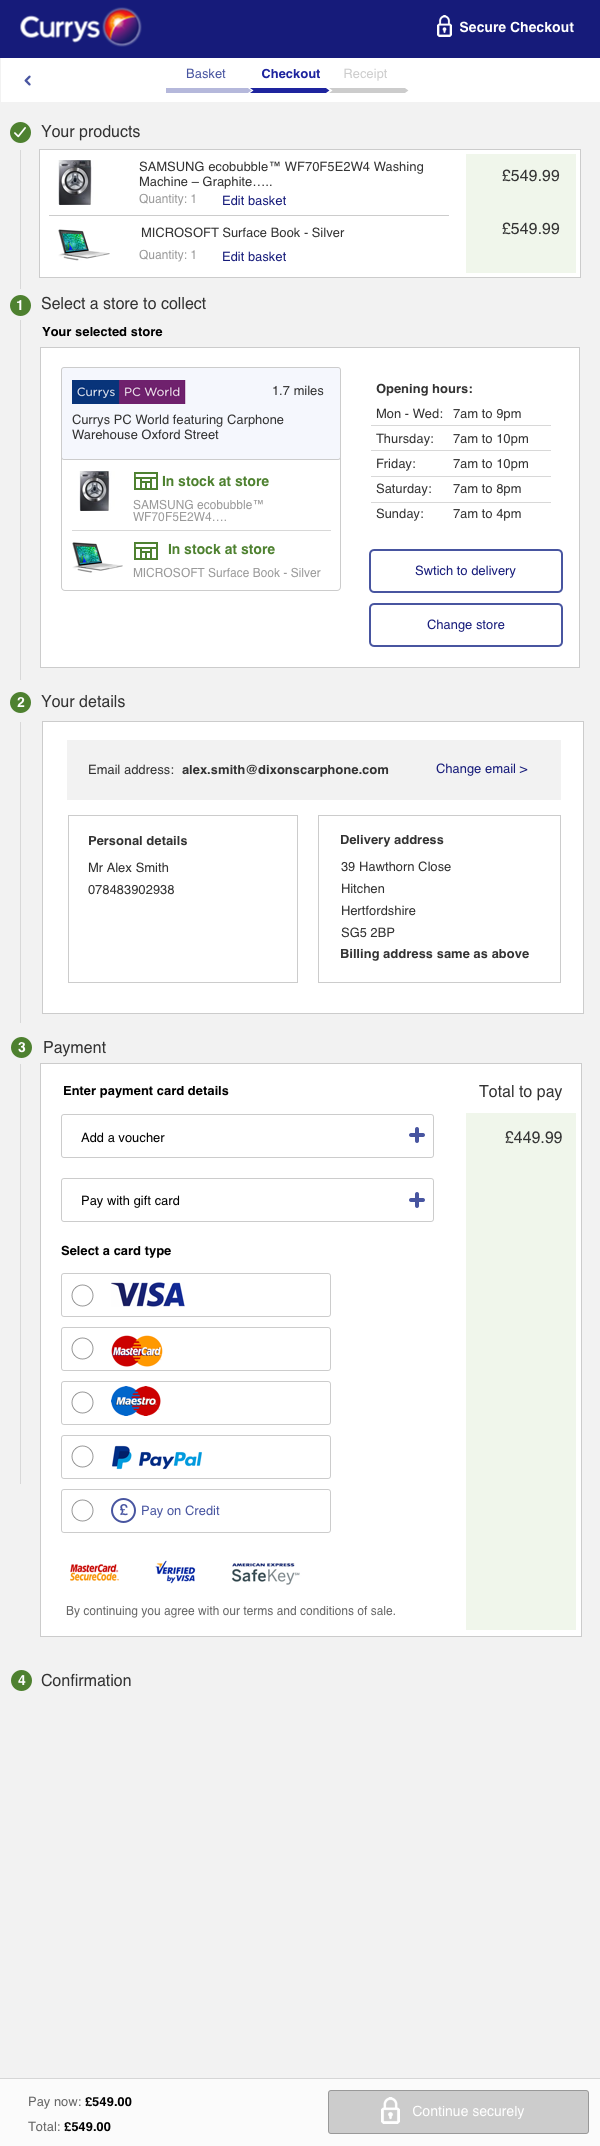 Currys
Secure Checkout
Basket
Checkout
Receipt
Your products
SAMSUNG ecobubble™ WF70F5E2W4 Washing
Machine – Graphite…..
£549.99
Quantity: 1
Edit basket
MICROSOFT Surface Book - Silver
£549.99
Quantity: 1
Edit basket
1
Select a store to collect
Your selected store
Currys PC World
1.7 miles
Currys PC World featuring Carphone
Warehouse Oxford Street
In stock at store
SAMSUNG ecobubble™
WF70F5E2W4....
In stock at store
MICROSOFT Surface Book - Silver
Opening hours:
Mon - Wed: 7am to 9pm
Thursday: 7am to 10pm
Friday: 7am to 10pm
Saturday: 7am to 8pm
Sunday: 7am to 4pm
Swtich to delivery
Change store
2
Your details
Email address: alex.smith@dixonscarphone.com
Change email >
Personal details
Mr Alex Smith
078483902938
Delivery address
39 Hawthorn Close
Hitchen
Hertfordshire
SG5 2BP
Billing address same as above
3
Payment
Enter payment card details
Total to pay
Add a voucher
£449.99
Pay with gift card
Select a card type
VISA
MasterCard
Maestro
PayPal
£ Pay on Credit
MasterCard.
SecureCode.
VERIFIED
by VISA
AMERICAN EXPRESS
SafeKey™
By continuing you agree with our terms and conditions of sale.
4
Confirmation
Pay now: £549.00
Total: £549.00
Continue securely